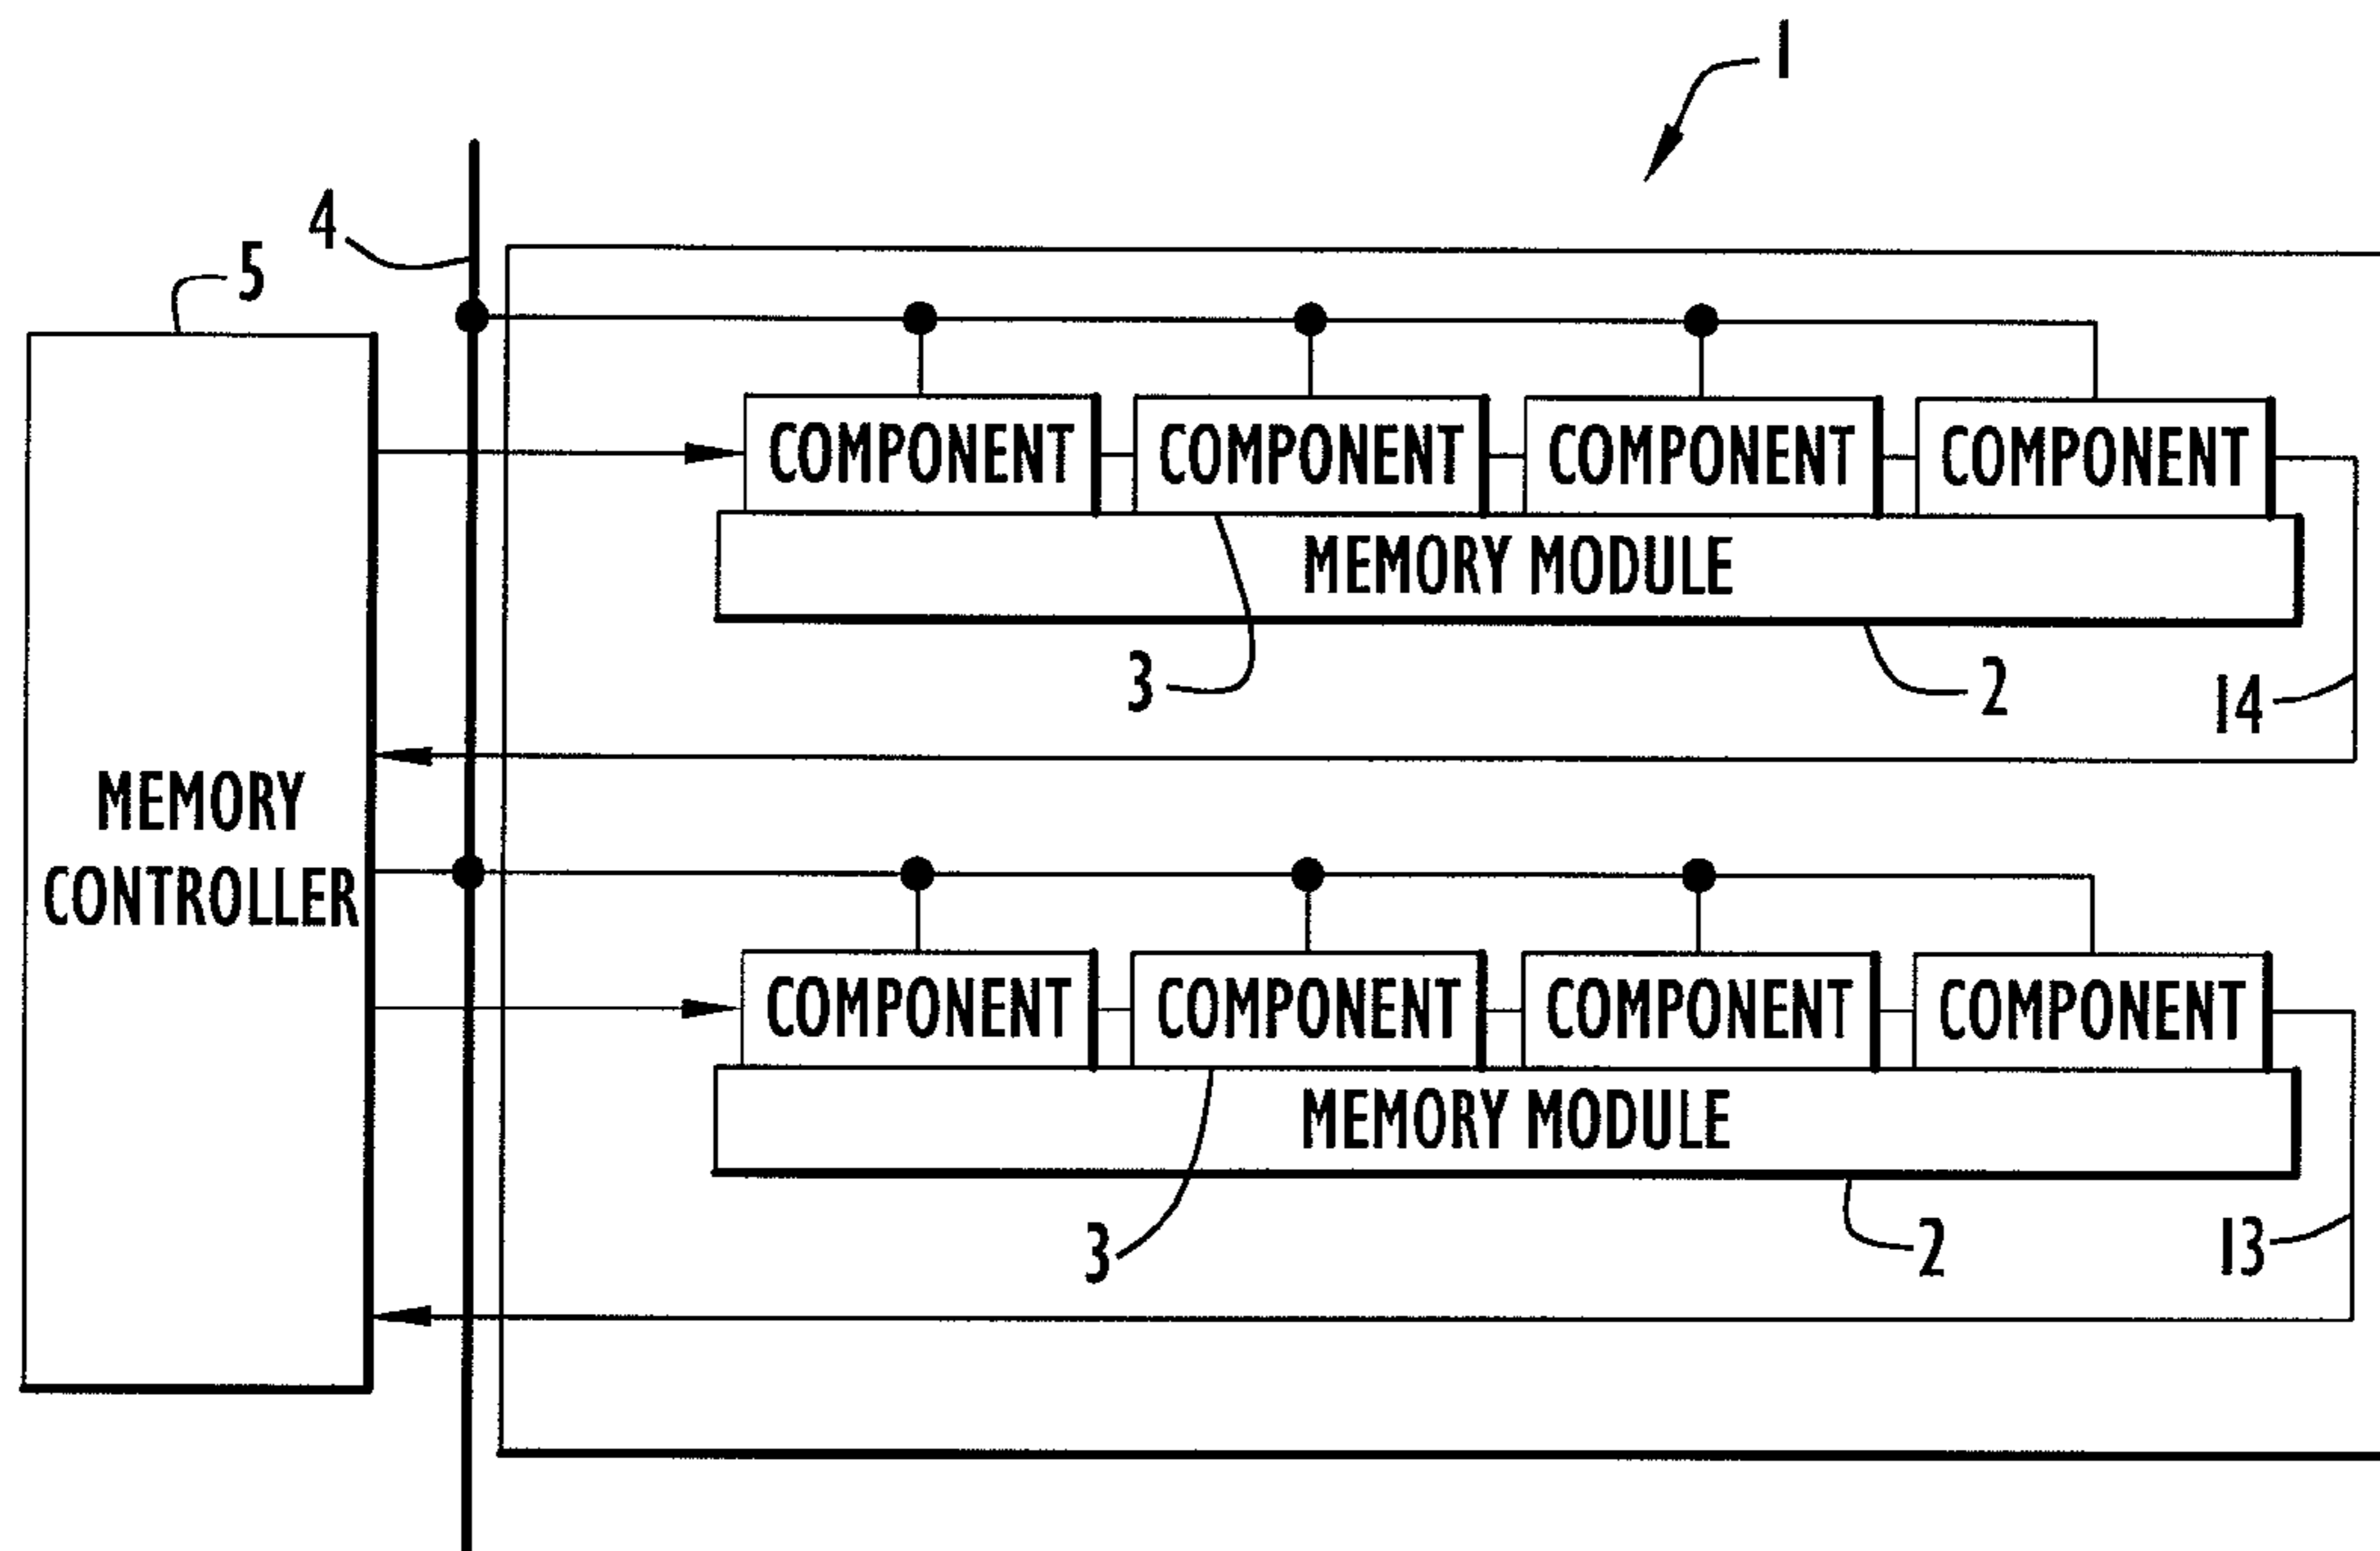 1
4
5
COMPONENT COMPONENT COMPONENT COMPONENT
MEMORY MODULE
3 2 14
MEMORY
CONTROLLER
COMPONENT COMPONENT COMPONENT COMPONENT
MEMORY MODULE
3 2 13